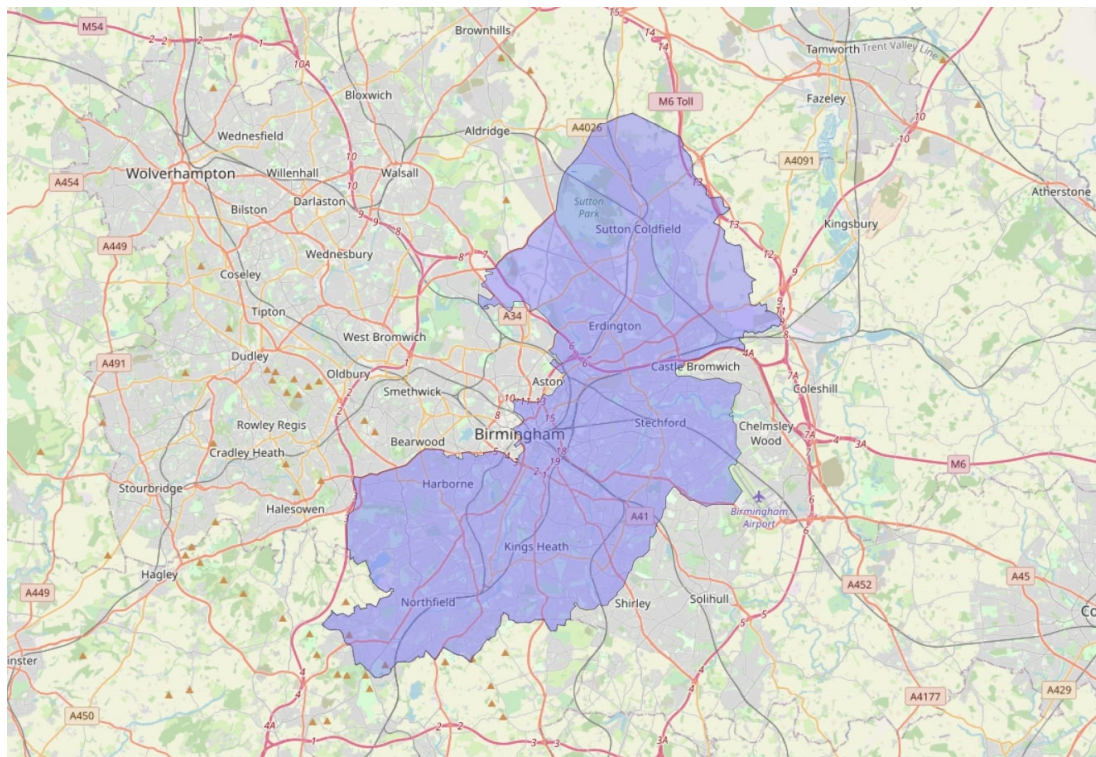 M54
Brownhills
Tamworth
Trent Valley Line
Bloxwich
M6 Toll
Fazeley
Wednesfield
Aldridge
A4026
Wolverhampton
Willenhall
Walsall
A4091
A454
Bilston
Darlaston
Sutton
Park
Atherstone
A449
Sutton Coldfield
Kingsbury
Wednesbury
Coseley
Tipton
A34
Erdington
West Bromwich
A491
Dudley
Oldbury
Castle Bromwich
Smethwick
Aston
Coleshill
Rowley Regis
Bearwood
Birmingham
Stechford
Chelmsley
Wood
Cradley Heath
M6
Stourbridge
Harborne
Halesowen
A41
Birmingham
Airport
Kings Heath
Hagley
A449
A452
A45
Northfield
Shirley
Solihull
Co
inster
A450
A4177
A429